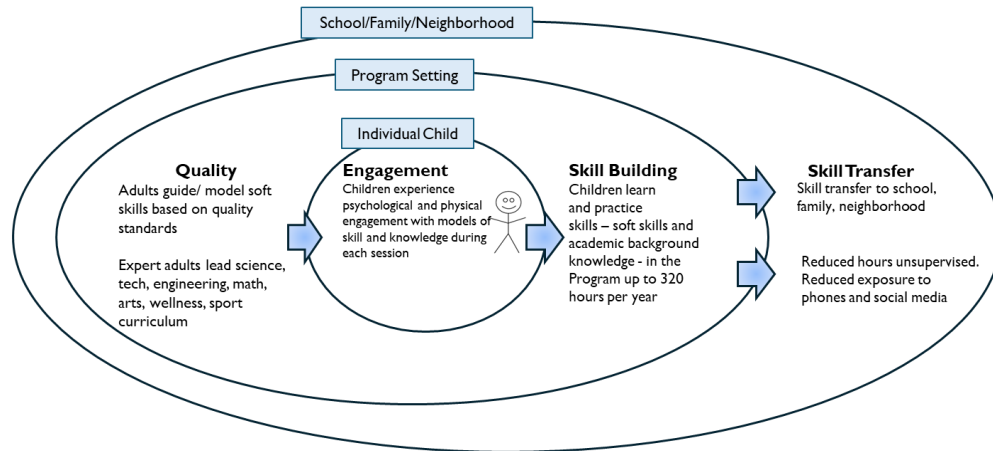 School/Family/Neighborhood
Program Setting
Individual Child
Quality
Adults guide/ model soft
skills based on quality
standards
Expert adults lead science,
tech, engineering, math,
arts, wellness, sport
curriculum
Engagement
Children experience
psychological and physical
engagement with models of
skill and knowledge during
each session
Skill Building
Children learn
and practice
skills – soft skills and
academic background
knowledge - in the
Program up to 320
hours per year
Skill Transfer
Skill transfer to school,
family, neighborhood
Reduced hours unsupervised.
Reduced exposure to
phones and social media